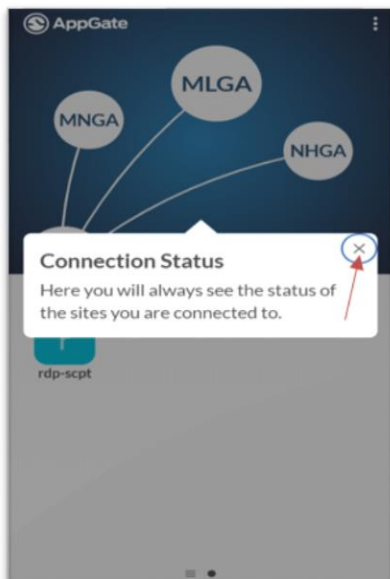 AppGate
MLGA
MNGA
NHGA
Connection Status
Here you will always see the status of
the sites you are connected to.
rdp-scpt